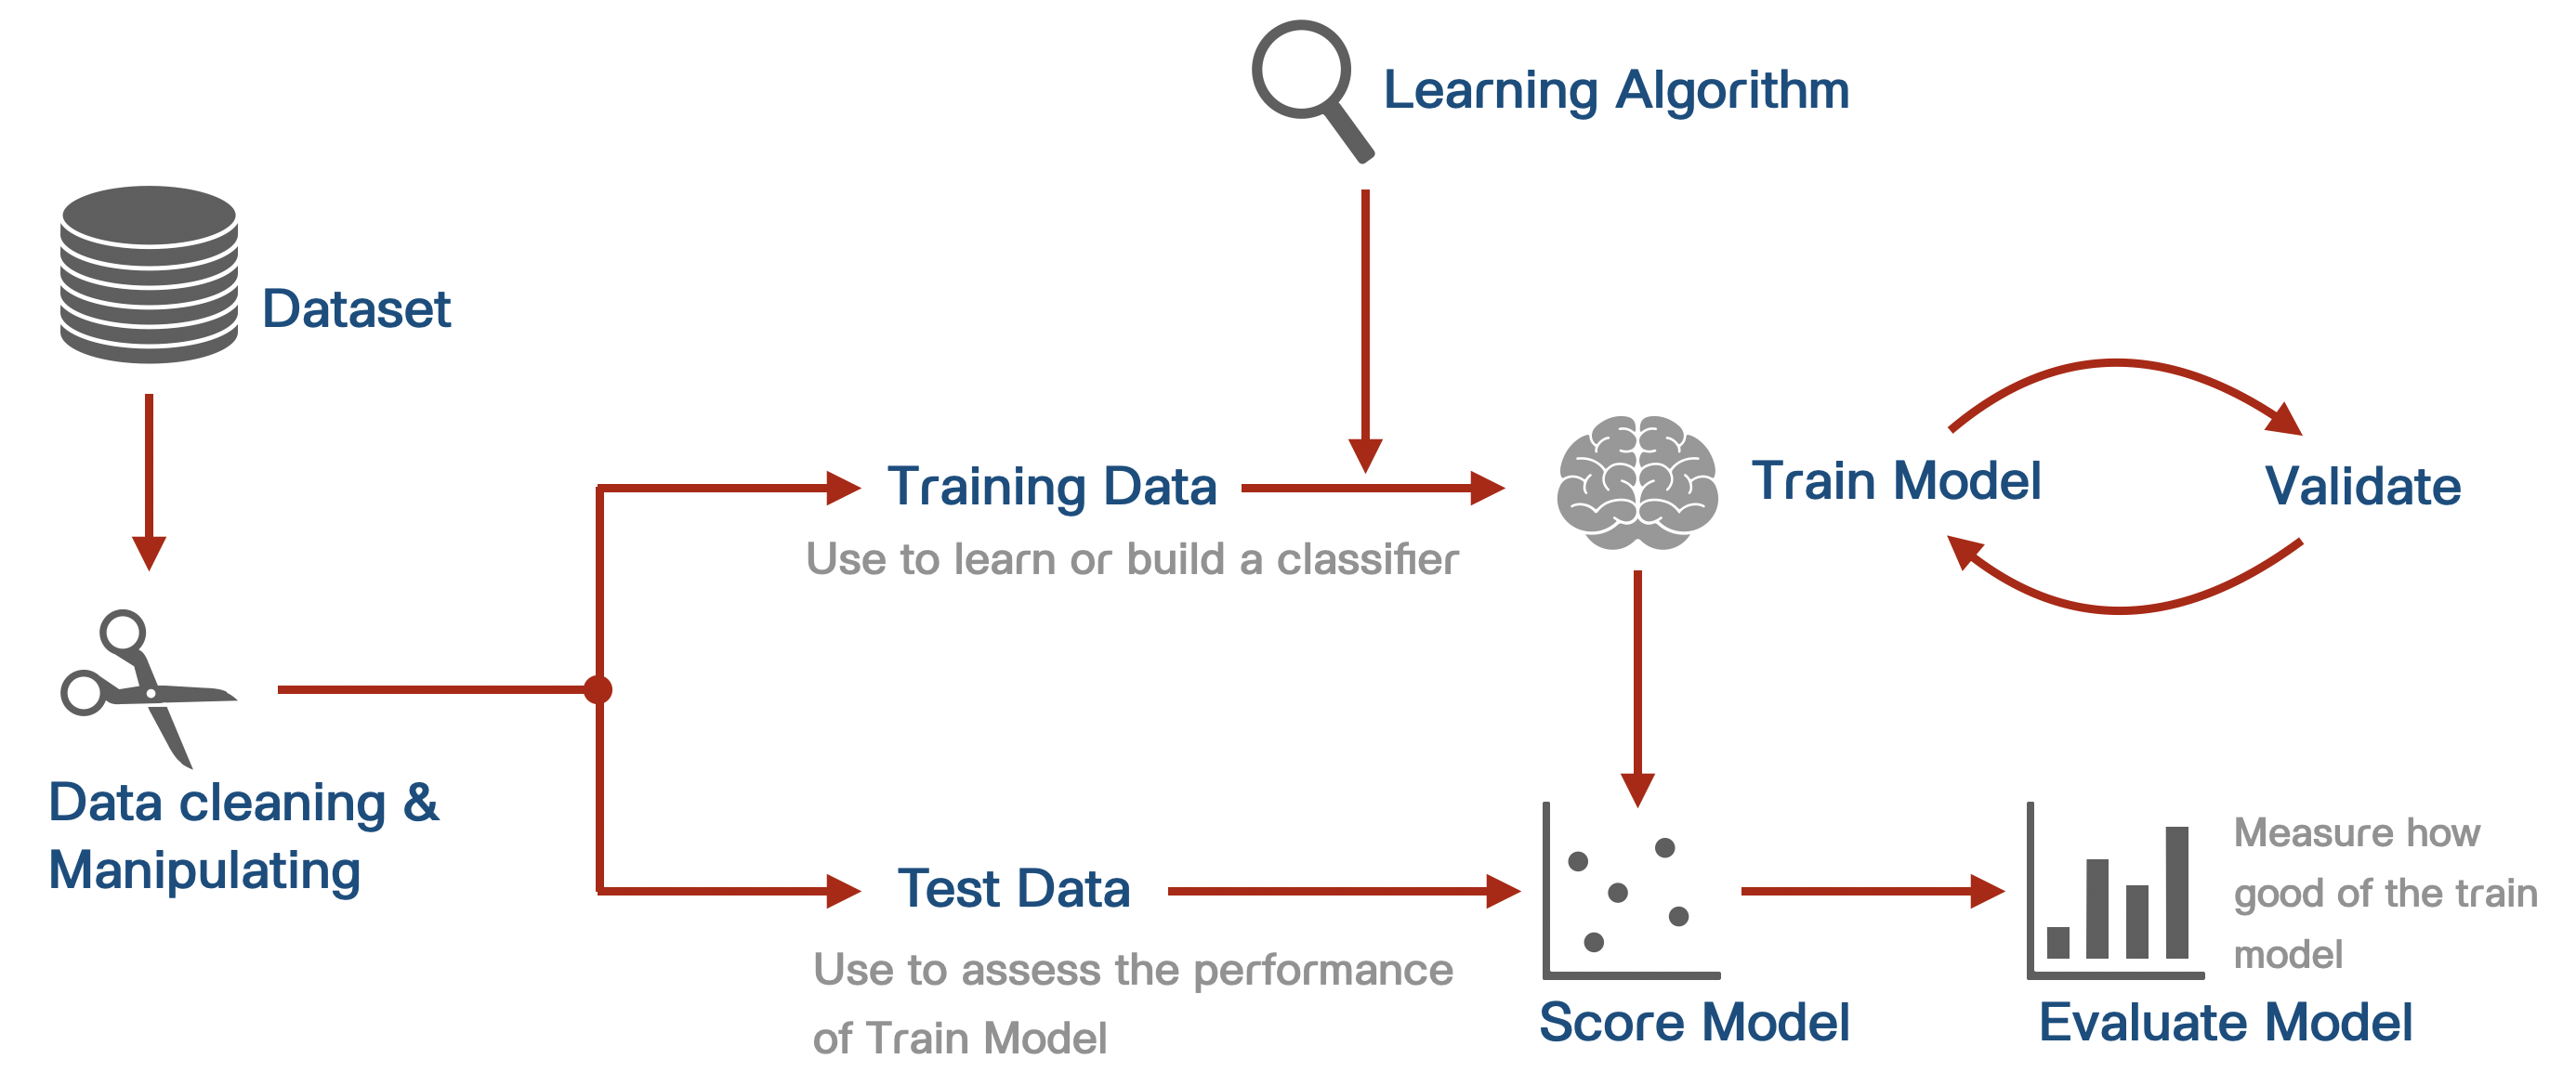 Learning Algorithm
Dataset
Training Data
Use to learn or build a classifier
Train Model
Validate
Data cleaning &
Manipulating
Test Data
Use to assess the performance
of Train Model
Score Model
Measure how
good of the train
model
Evaluate Model